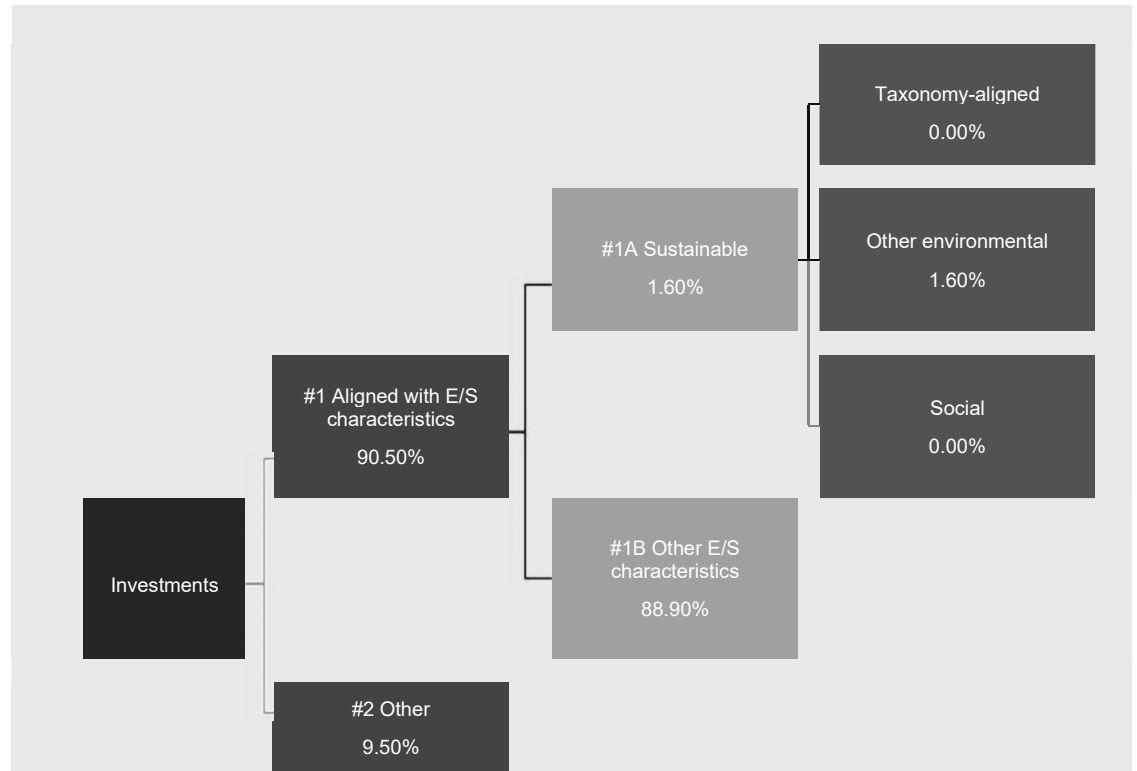 Taxonomy-aligned
0.00%
#1A Sustainable
1.60%
Other environmental
1.60%
#1 Aligned with E/S
characteristics
90.50%
Social
0.00%
Investments
#1B Other E/S
characteristics
88.90%
#2 Other
9.50%